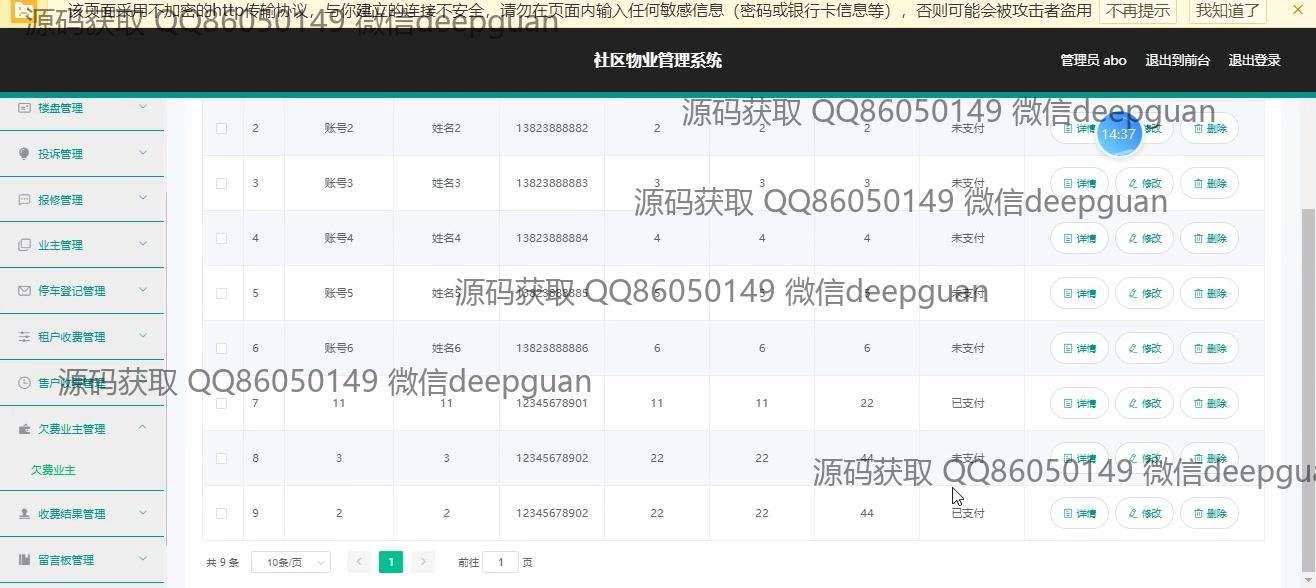 该页面采用不加密的http传输协议，与你建立的连接不安全，请勿在页面内输入任何敏感信息（密码或银行卡信息等），否则可能会被攻击者盗用 不再提示 我知道了
源码获取 QQ86050149 微信deepguan
社区物业管理系统 管理员 abo 退出到前台 退出登录
楼盘管理
源码获取 QQ86050149 微信deepguan
2 账号2 姓名2 13823888882 2 2 2 未支付 详情 修改 删除
14:37
投诉管理
3 账号3 姓名3 13823888883 3 3 3 未支付 详情 修改 删除
报修管理
源码获取 QQ86050149 微信deepguan
4 账号4 姓名4 13823888884 4 4 4 未支付 详情 修改 删除
业主管理
停车登记管理
5 账号5 姓名5 13823888885 5 5 5 未支付 详情 修改 删除
源码获取 QQ86050149 微信deepguan
租户收费管理
6 账号6 姓名6 13823888886 6 6 6 未支付 详情 修改 删除
售户收费管理
源码获取 QQ86050149 微信deepguan
7 11 11 12345678901 11 11 22 已支付 详情 修改 删除
欠费业主管理
8 3 3 12345678902 22 22 44 未支付 详情 修改 删除
欠费业主
源码获取 QQ86050149 微信deepgua
收费结果管理
9 2 2 12345678902 22 22 44 已支付 详情 修改 删除
留言板管理
共 9 条 10条/页 1 前往 1 页